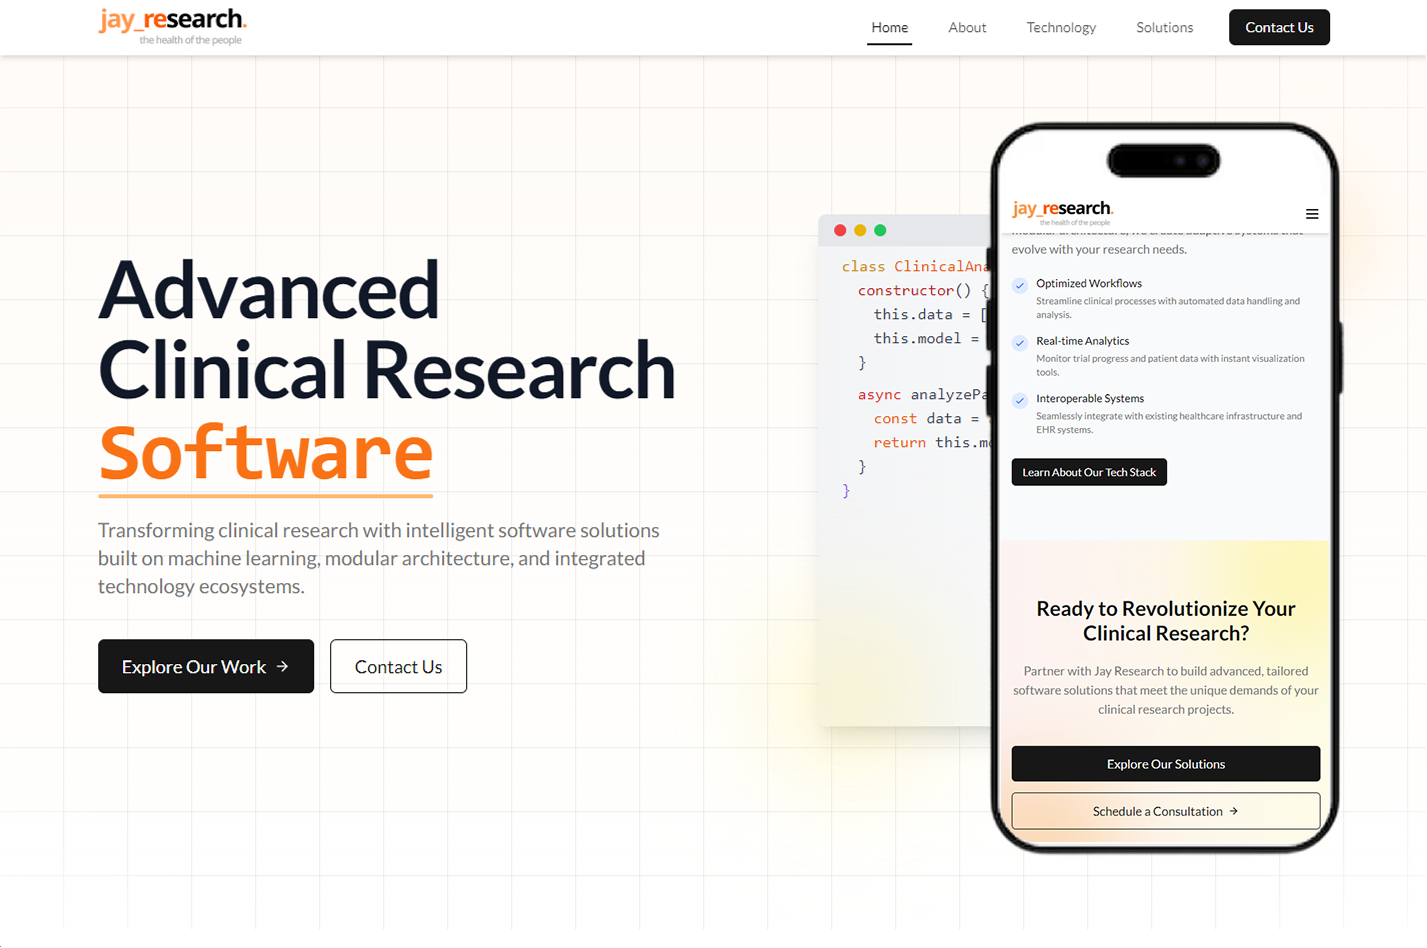 jay_research.
the health of the people
Home
About
Technology
Solutions
Contact Us
Advanced
Clinical Research
Software
Transforming clinical research with intelligent software solutions
built on machine learning, modular architecture, and integrated
technology ecosystems.
Explore Our Work →
Contact Us
class ClinicalAna
constructor() {
this.data = [
this.model =
}
async analyzePa
const data =
return this.mo
}
}
jay_research.
the health of the people
evolve with your research needs.
Optimized Workflows
Streamline clinical processes with automated data handling and
analysis.
Real-time Analytics
Monitor trial progress and patient data with instant visualization
tools.
Interoperable Systems
Seamlessly integrate with existing healthcare infrastructure and
EHR systems.
Learn About Our Tech Stack
Ready to Revolutionize Your
Clinical Research?
Partner with Jay Research to build advanced, tailored
software solutions that meet the unique demands of your
clinical research projects.
Explore Our Solutions
Schedule a Consultation →